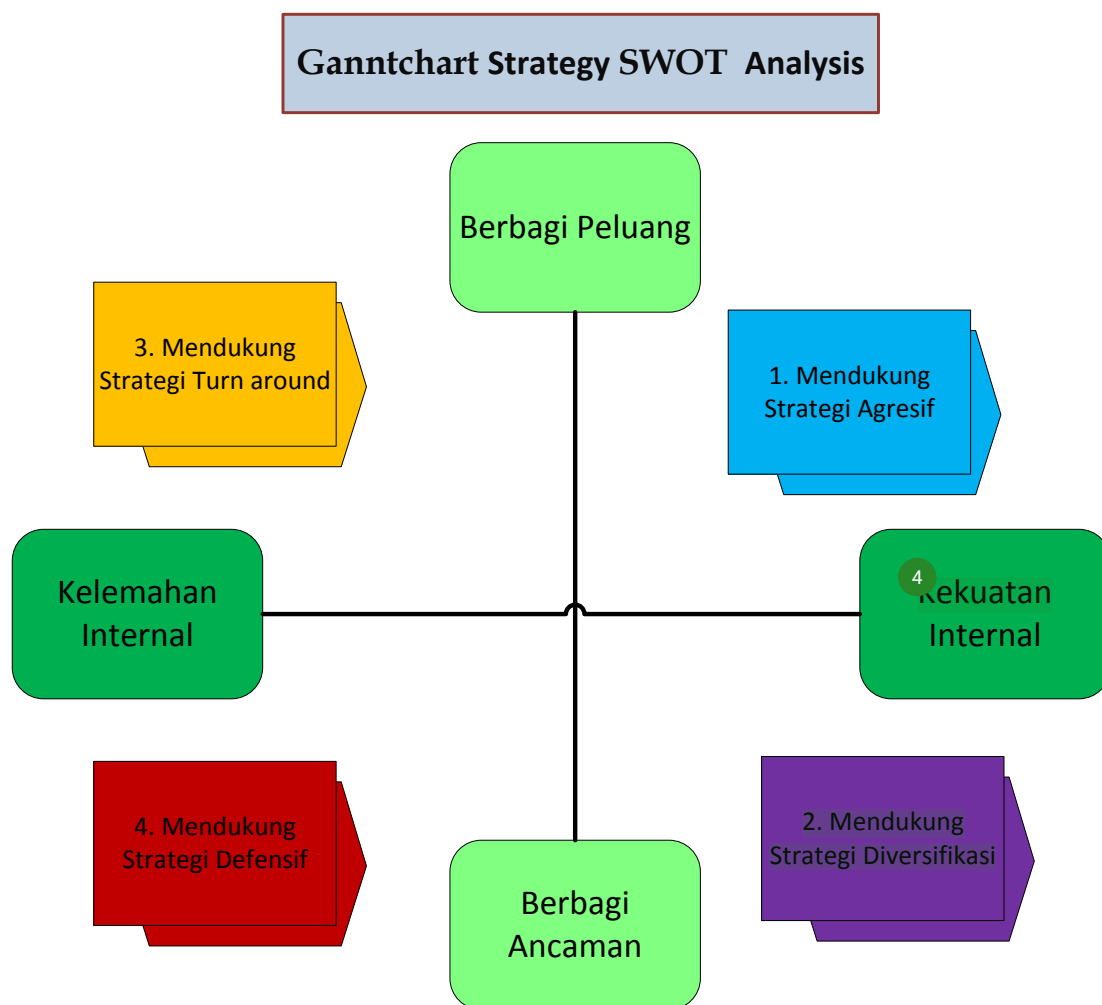 Ganntchart Strategy SWOT Analysis
Berbagi Peluang
3. Mendukung
Strategi Turn around
1. Mendukung
Strategi Agresif
Kelemahan
Internal
4
Kekuatan
Internal
4. Mendukung
Strategi Defensif
2. Mendukung
Strategi Diversifikasi
Berbagi
Ancaman